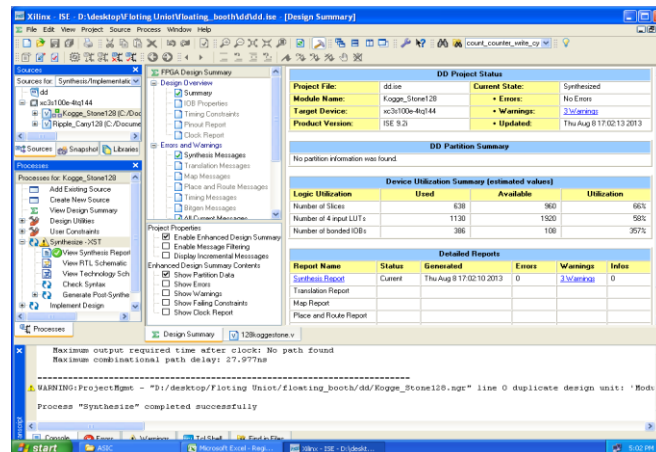 Xilinx - ISE - D:\desktop\Floting Uniot\floating_booth\dd\dd.ise - [Design Summary]
File Edit View Project Source Process Window Help
count_counter_write_cy
Sources
Sources for: Synthesis/Implementatic
dd
xc3s100e-4tq144
Kogge_Stone128 (C:/Doc
Ripple_Carry128 (C:/Docume
Sources Snapshot Libraries
Processes
Processes for: Kogge_Stone128
Add Existing Source
Create New Source
View Design Summary
Design Utilities
User Constraints
Synthesize - XST
View Synthesis Report
View RTL Schematic
View Technology Sch
Check Syntax
Generate Post-Synthe
Implement Design
Processes
FPGA Design Summary
Design Overview
Summary
IOB Properties
Timing Constraints
Pinout Report
Clock Report
Errors and Warnings
Synthesis Messages
Translation Messages
Map Messages
Place and Route Messages
Timing Messages
Bitgen Messages
All Current Messages
Project Properties
Enable Enhanced Design Summary
Enable Message Filtering
Display Incremental Messages
Enhanced Design Summary Contents
Show Partition Data
Show Errors
Show Warnings
Show Failing Constraints
Show Clock Report
DD Project Status
Project File: dd.ise Current State: Synthesized
Module Name: Kogge_Stone128 • Errors: No Errors
Target Device: xc3s100e-4tq144 • Warnings: 3 Warnings
Product Version: ISE 9.2i • Updated: Thu Aug 8 17:02:13 2013
DD Partition Summary
No partition information was found.
Device Utilization Summary (estimated values)
Logic Utilization Used Available Utilization
Number of Slices 638 960 66%
Number of 4 input LUTs 1130 1920 58%
Number of bonded IOBs 386 108 357%
Detailed Reports
Report Name Status Generated Errors Warnings Infos
Synthesis Report Current Thu Aug 8 17:02:10 2013 0 3 Warnings 0
Translation Report
Map Report
Place and Route Report
Design Summary 128koggestone.v
Maximum output required time after clock: No path found
Maximum combinational path delay: 27.977ns
WARNING:ProjectMgmt - "D:/desktop/Floting Uniot/floating_booth/dd/Kogge_Stone128.ngr" line 0 duplicate design unit: 'Modu
Process "Synthesize" completed successfully
Console Errors Warnings Tcl Shell Find in Files
start ASIC Microsoft Excel - Regi... Xilinx - ISE - D:\deskt... 5:02 PM